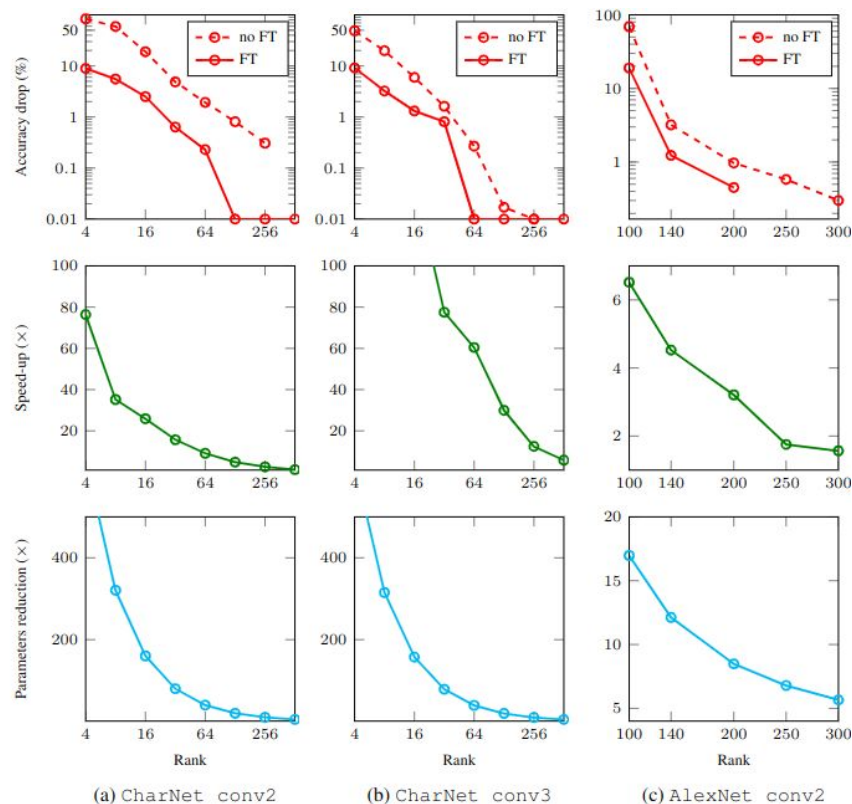 50
10
1
0.1
0.01
4 16 64 256
Accuracy drop (%)
no FT
FT
50
10
1
0.1
0.01
4 16 64 256
no FT
FT
100
10
1
100 140 200 250 300
no FT
FT
100
80
60
40
20
4 16 64 256
Speed-up (×)
100
80
60
40
20
4 16 64 256
6
4
2
100 140 200 250 300
400
200
4 16 64 256
Parameters reduction (×)
Rank
400
200
4 16 64 256
Rank
20
15
10
5
100 140 200 250 300
Rank
(a) CharNet conv2
(b) CharNet conv3
(c) AlexNet conv2